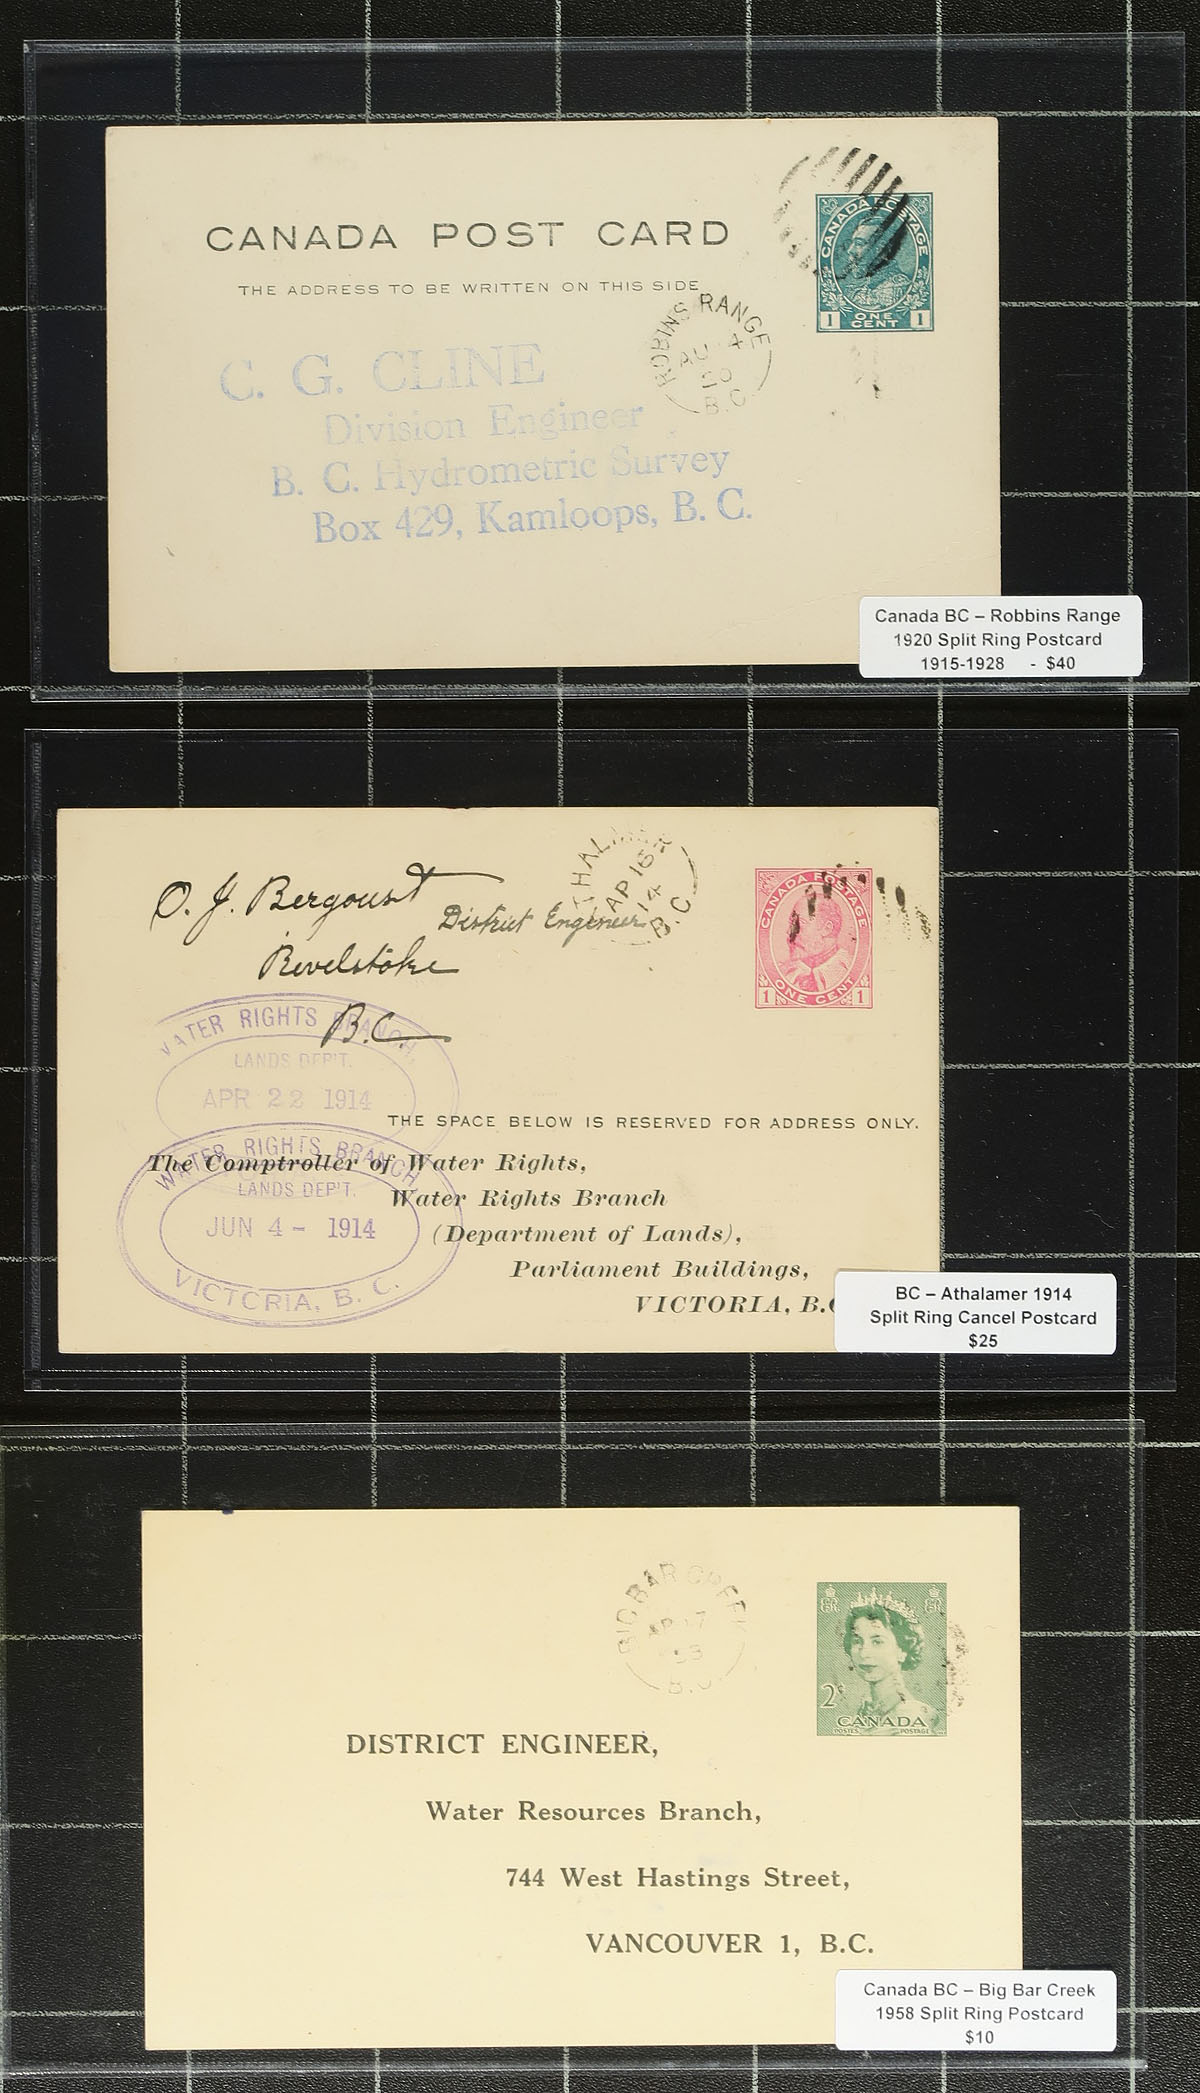 CANADA POST CARD
THE ADDRESS TO BE WRITTEN ON THIS SIDE
CANADA POSTAGE
1 ONE CENT 1
ROBINS RANGE
AU 4
20
B.C.
C. G. CLINE
Division Engineer
B. C. Hydrometric Survey
Box 429, Kamloops, B. C.
Canada BC – Robbins Range
1920 Split Ring Postcard
1915-1928 - $40
THALMER
AP 16
14
B.C.
CANADA POSTAGE
1 ONE CENT 1
O. J. Bergoust
District Engineer
Revelstoke
B.C.
WATER RIGHTS BRANCH,
LANDS DEP'T.
APR 22 1914
THE SPACE BELOW IS RESERVED FOR ADDRESS ONLY.
WATER RIGHTS BRANCH
LANDS DEP'T.
JUN 4 - 1914
VICTORIA, B. C.
The Comptroller of Water Rights,
Water Rights Branch
(Department of Lands),
Parliament Buildings,
VICTORIA, B.C
BC – Athalamer 1914
Split Ring Cancel Postcard
$25
BIG BAR CREEK
AP 17
B.C
EIIR EIIR
2¢
CANADA
POSTES POSTAGE
DISTRICT ENGINEER,
Water Resources Branch,
744 West Hastings Street,
VANCOUVER 1, B.C.
Canada BC – Big Bar Creek
1958 Split Ring Postcard
$10